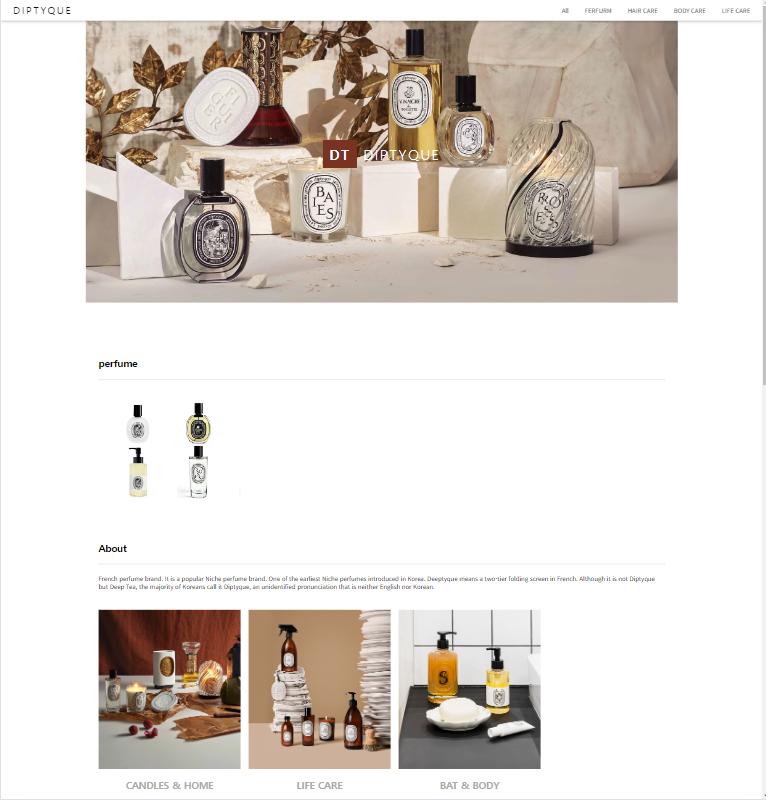 DIPTYQUE
All FERFURM HAIR CARE BODY CARE LIFE CARE
VINAIGRE
DT DIPTYQUE
BAIES
perfume
About
French perfume brand. It is a popular Niche perfume brand. One of the earliest Niche perfumes introduced in Korea. Deeptyque means a two-tier folding screen in French. Although it is not Diptyque
but Deep Tea, the majority of Koreans call it Diptyque, an unidentified pronunciation that is neither English nor Korean.
CANDLES & HOME
LIFE CARE
BAT & BODY